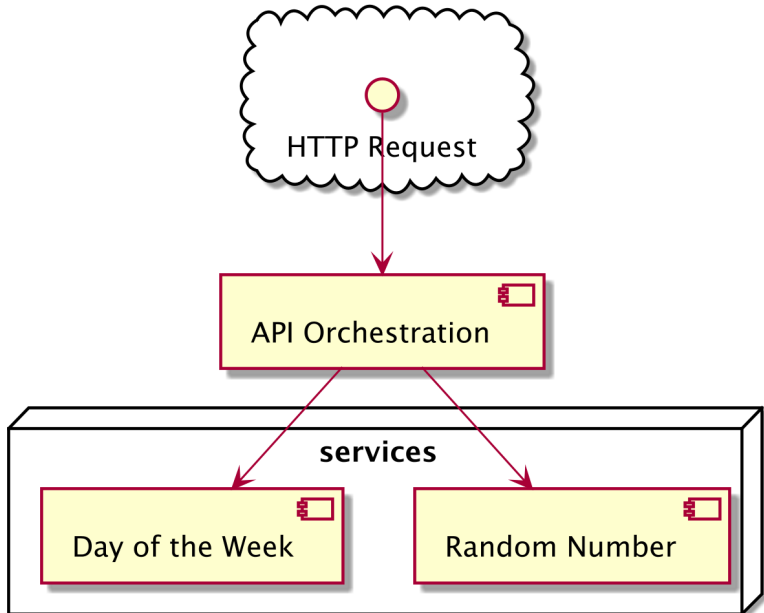 HTTP Request
API Orchestration
services
Day of the Week
Random Number